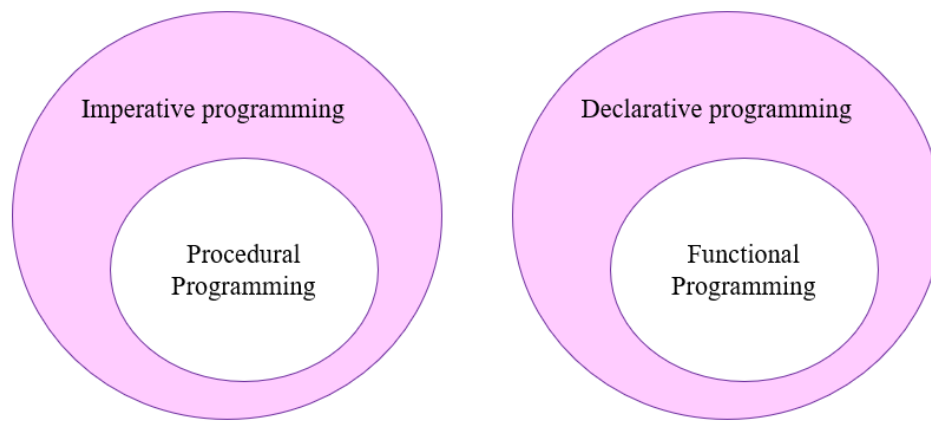 Imperative programming
Procedural
Programming
Declarative programming
Functional
Programming